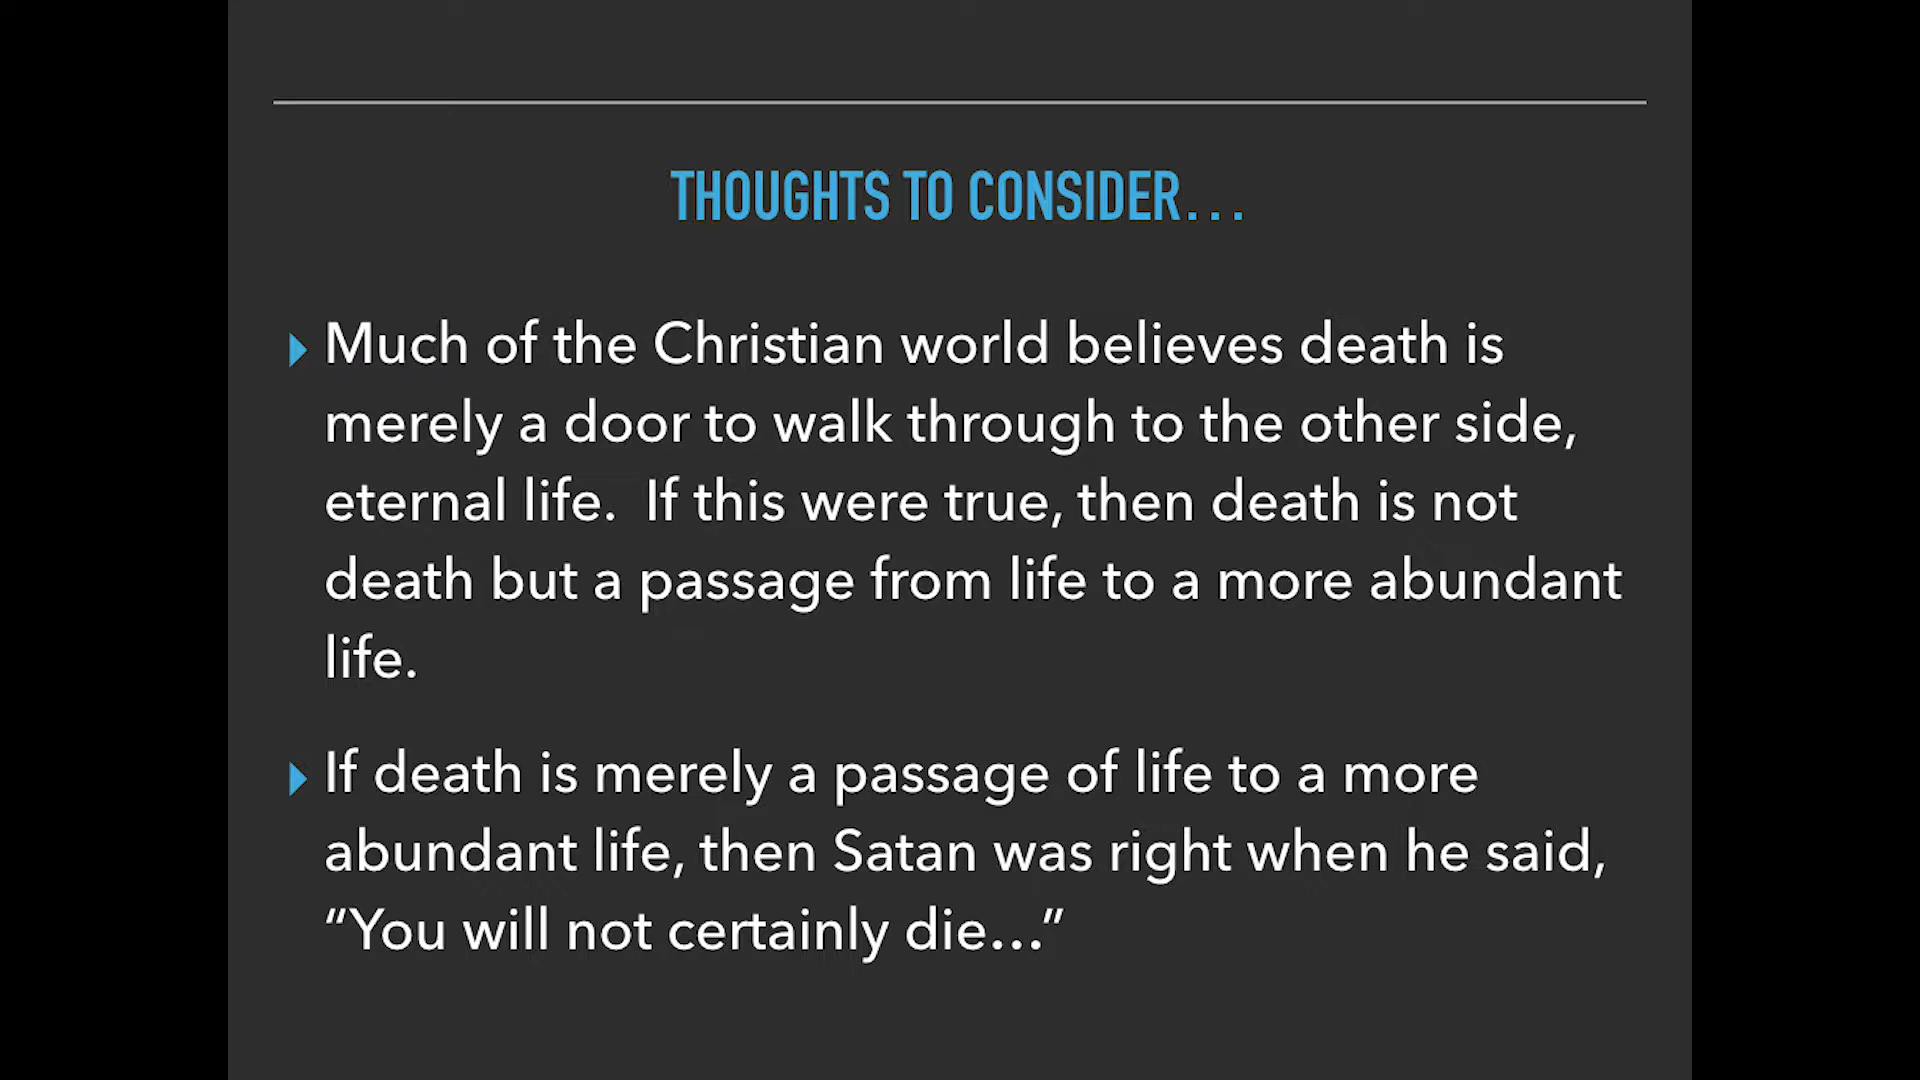 THOUGHTS TO CONSIDER...
Much of the Christian world believes death is
merely a door to walk through to the other side,
eternal life.  If this were true, then death is not
death but a passage from life to a more abundant
life.
If death is merely a passage of life to a more
abundant life, then Satan was right when he said,
“You will not certainly die…”